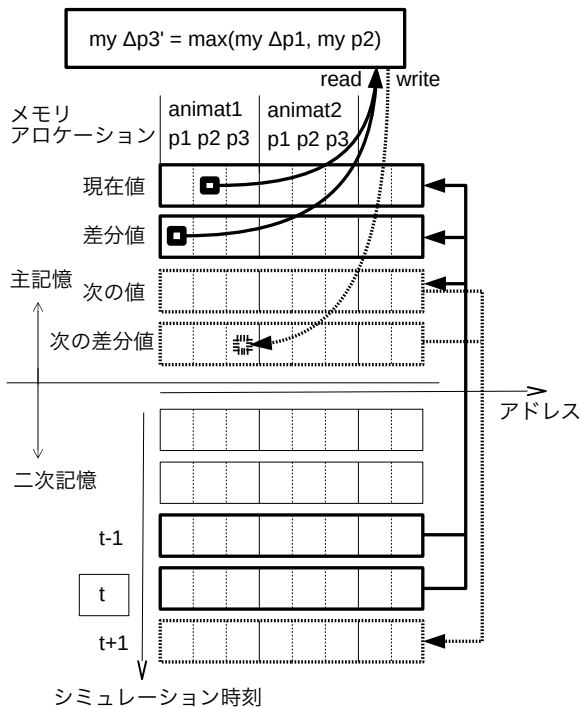 my Δp3' = max(my Δp1, my p2)
read
write
メモリ
アロケーション
animat1
animat2
p1 p2 p3
p1 p2 p3
現在値
差分値
主記憶
次の値
次の差分値
アドレス
二次記憶
t-1
t
t+1
シミュレーション時刻